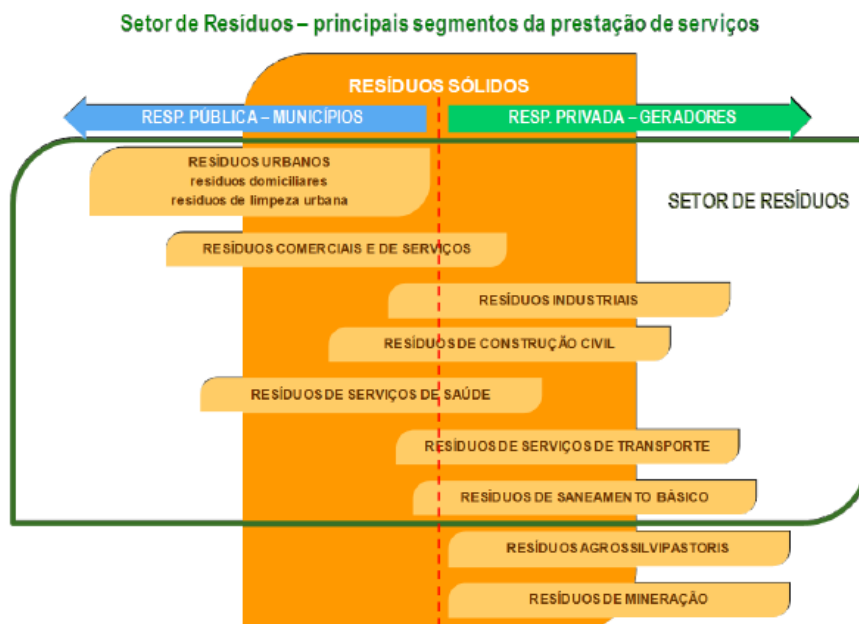 Setor de Resíduos – principais segmentos da prestação de serviços
RESÍDUOS SÓLIDOS
RESP. PÚBLICA – MUNICÍPIOS
RESP. PRIVADA – GERADORES
RESÍDUOS URBANOS
resíduos domiciliares
resíduos de limpeza urbana
SETOR DE RESÍDUOS
RESÍDUOS COMERCIAIS E DE SERVIÇOS
RESÍDUOS INDUSTRIAIS
RESÍDUOS DE CONSTRUÇÃO CIVIL
RESÍDUOS DE SERVIÇOS DE SAÚDE
RESÍDUOS DE SERVIÇOS DE TRANSPORTE
RESÍDUOS DE SANEAMENTO BÁSICO
RESÍDUOS AGROSSILVIPASTORIS
RESÍDUOS DE MINERAÇÃO